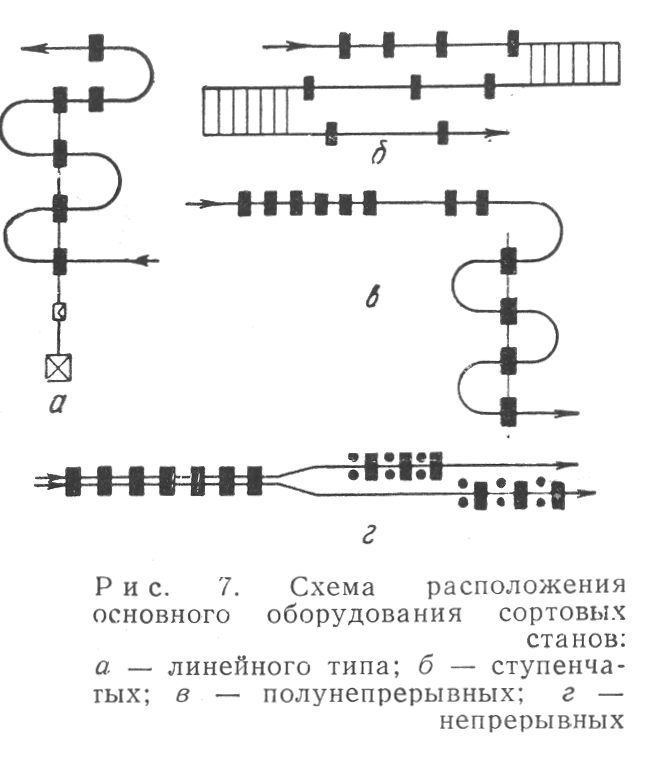 б
в
а
г
Рис. 7. Схема расположения
основного оборудования сортовых
станов:
а — линейного типа; б — ступенча-
тых; в — полунепрерывных; г —
непрерывных